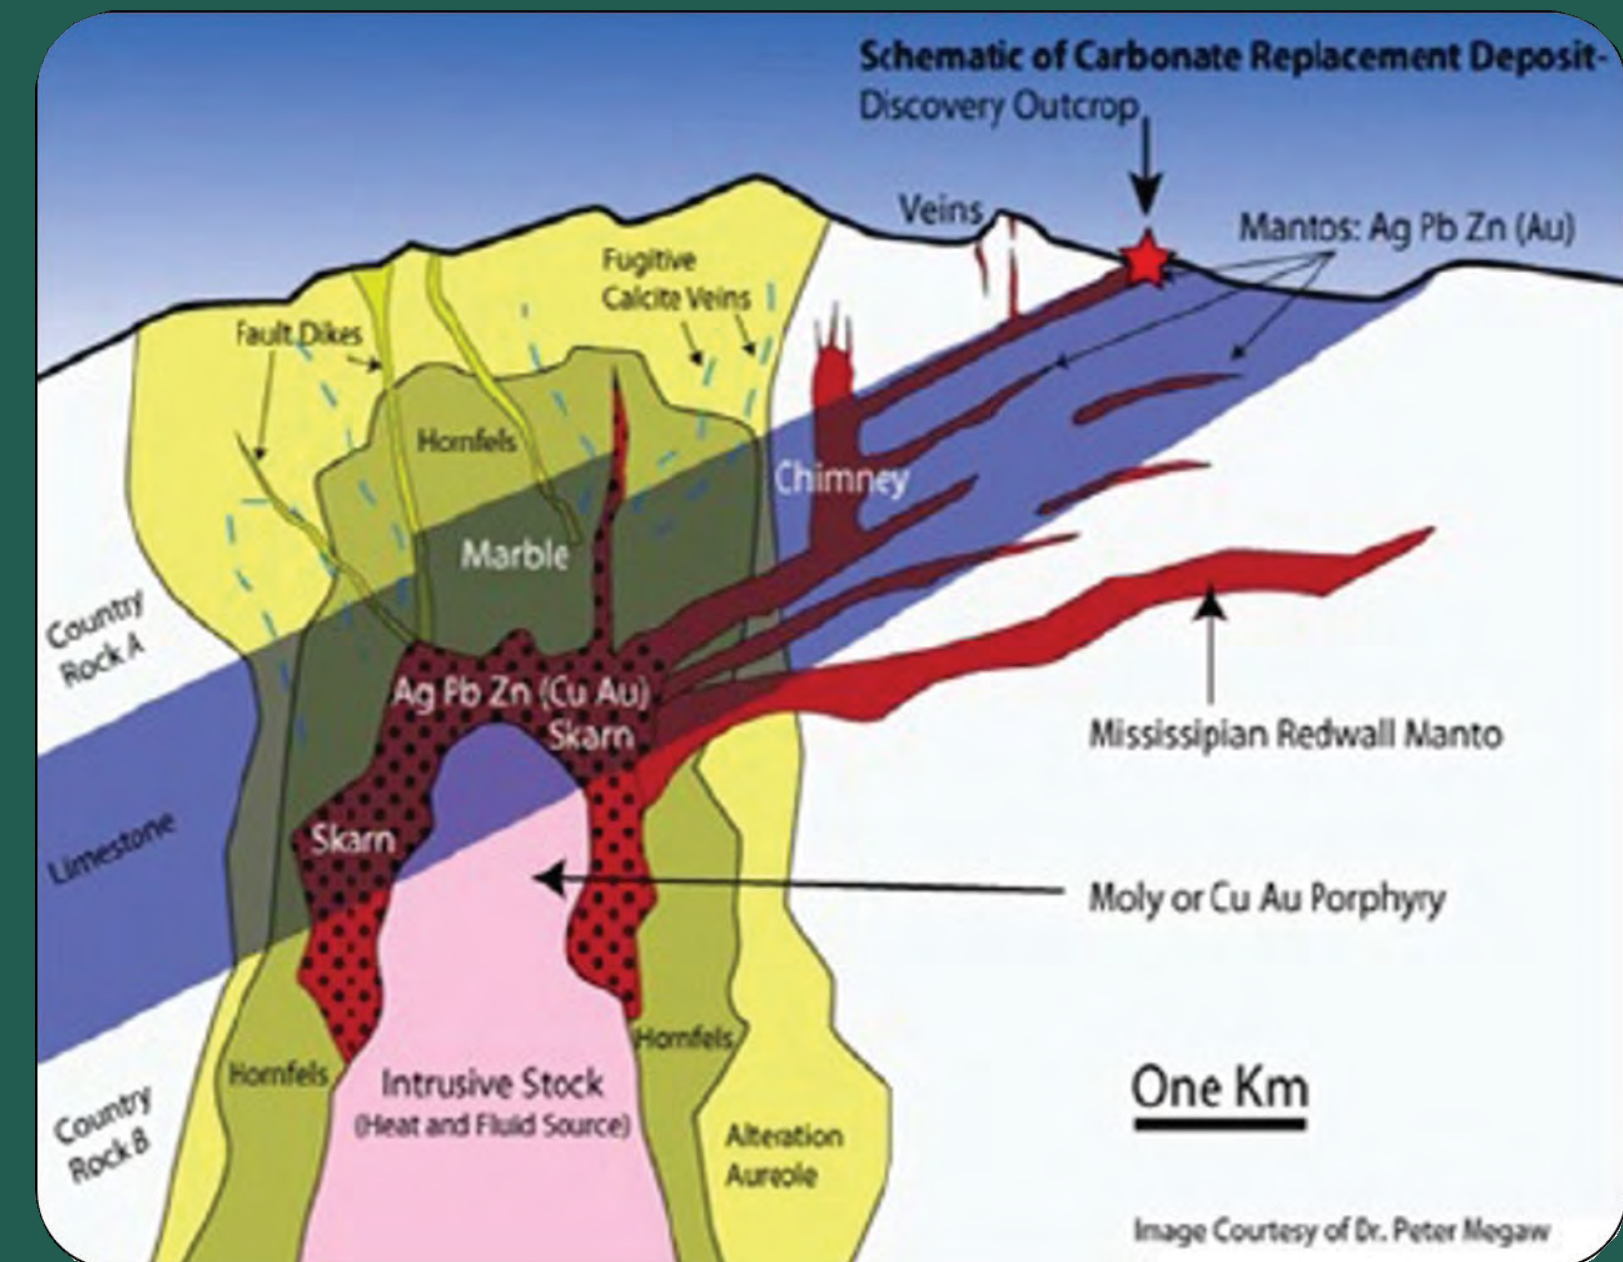 Schematic of Carbonate Replacement Deposit-
Discovery Outcrop
Veins
Mantos: Ag Pb Zn (Au)
Fugitive
Calcite Veins
Fault Dikes
Hornfels
Chimney
Marble
Country
Rock A
Ag Pb Zn (Cu Au)
Skarn
Mississipian Redwall Manto
Skarn
Limestone
Moly or Cu Au Porphyry
Hornfels
Hornfels
Intrusive Stock
(Heat and Fluid Source)
One Km
Country
Rock B
Alteration
Aureole
Image Courtesy of Dr. Peter Megaw